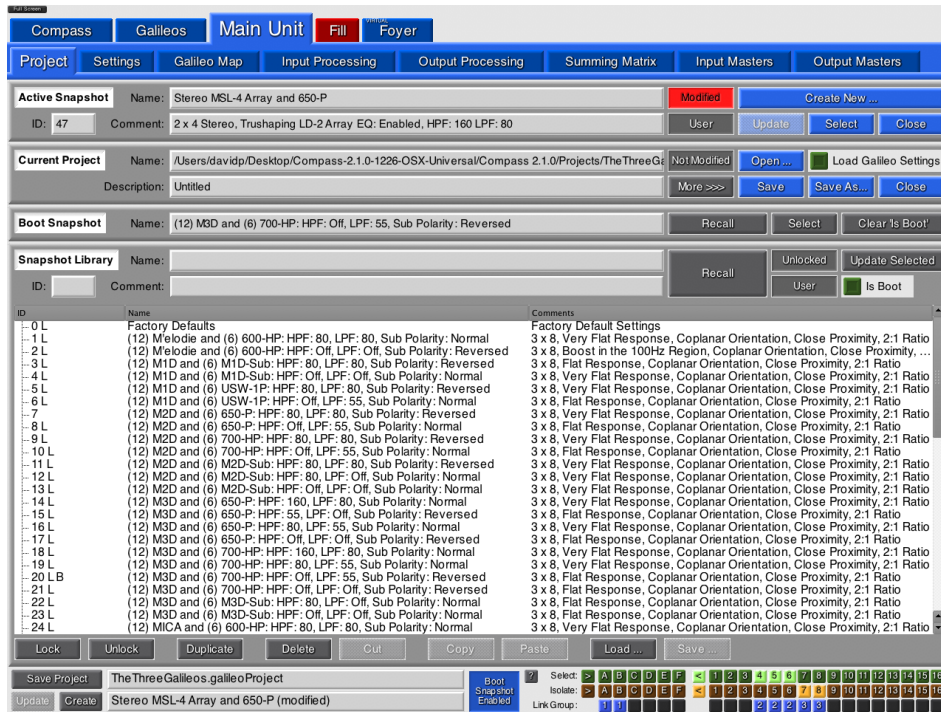 Full Screen
Compass Galileos Main Unit Fill VIRTUAL Foyer
Project Settings Galileo Map Input Processing Output Processing Summing Matrix Input Masters Output Masters
Active Snapshot Name: Stereo MSL-4 Array and 650-P Modified Create New ...
ID: 47 Comment: 2 x 4 Stereo, Trushaping LD-2 Array EQ: Enabled, HPF: 160 LPF: 80 User Update Select Close
Current Project Name: /Users/davidp/Desktop/Compass-2.1.0-1226-OSX-Universal/Compass 2.1.0/Projects/TheThreeGa Not Modified Open ... Load Galileo Settings
Description: Untitled More >>> Save Save As... Close
Boot Snapshot Name: (12) M3D and (6) 700-HP: HPF: Off, LPF: 55, Sub Polarity: Reversed Recall Select Clear 'Is Boot'
Snapshot Library Name: Recall Unlocked Update Selected
ID: Comment: User Is Boot
ID Name Comments
0 L Factory Defaults Factory Default Settings
1 L (12) M'elodie and (6) 600-HP: HPF: 80, LPF: 80, Sub Polarity: Normal 3 x 8, Very Flat Response, Coplanar Orientation, Close Proximity, 2:1 Ratio
2 L (12) M'elodie and (6) 600-HP: HPF: Off, LPF: Off, Sub Polarity: Reversed 3 x 8, Boost in the 100Hz Region, Coplanar Orientation, Close Proximity, ...
3 L (12) M1D and (6) M1D-Sub: HPF: 80, LPF: 80, Sub Polarity: Reversed 3 x 8, Flat Response, Coplanar Orientation, Close Proximity, 2:1 Ratio
4 L (12) M1D and (6) M1D-Sub: HPF: Off, LPF: Off, Sub Polarity: Normal 3 x 8, Very Flat Response, Coplanar Orientation, Close Proximity, 2:1 Ratio
5 L (12) M1D and (6) USW-1P: HPF: 80, LPF: 80, Sub Polarity: Reversed 3 x 8, Very Flat Response, Coplanar Orientation, Close Proximity, 2:1 Ratio
6 L (12) M1D and (6) USW-1P: HPF: Off, LPF: 55, Sub Polarity: Normal 3 x 8, Flat Response, Coplanar Orientation, Close Proximity, 2:1 Ratio
7 (12) M2D and (6) 650-P: HPF: 80, LPF: 80, Sub Polarity: Reversed 3 x 8, Very Flat Response, Coplanar Orientation, Close Proximity, 2:1 Ratio
8 L (12) M2D and (6) 650-P: HPF: Off, LPF: 55, Sub Polarity: Normal 3 x 8, Flat Response, Coplanar Orientation, Close Proximity, 2:1 Ratio
9 L (12) M2D and (6) 700-HP: HPF: 80, LPF: 80, Sub Polarity: Reversed 3 x 8, Very Flat Response, Coplanar Orientation, Close Proximity, 2:1 Ratio
10 L (12) M2D and (6) 700-HP: HPF: Off, LPF: 55, Sub Polarity: Normal 3 x 8, Flat Response, Coplanar Orientation, Close Proximity, 2:1 Ratio
11 L (12) M2D and (6) M2D-Sub: HPF: 80, LPF: 80, Sub Polarity: Reversed 3 x 8, Very Flat Response, Coplanar Orientation, Close Proximity, 2:1 Ratio
12 L (12) M2D and (6) M2D-Sub: HPF: 80, LPF: Off, Sub Polarity: Normal 3 x 8, Very Flat Response, Coplanar Orientation, Close Proximity, 2:1 Ratio
13 L (12) M2D and (6) M2D-Sub: HPF: Off, LPF: Off, Sub Polarity: Normal 3 x 8, Very Flat Response, Coplanar Orientation, Close Proximity, 2:1 Ratio
14 L (12) M3D and (6) 650-P: HPF: 160, LPF: 80, Sub Polarity: Normal 3 x 8, Very Flat Response, Coplanar Orientation, Close Proximity, 2:1 Ratio
15 L (12) M3D and (6) 650-P: HPF: 55, LPF: Off, Sub Polarity: Reversed 3 x 8, Flat Response, Coplanar Orientation, Close Proximity, 2:1 Ratio
16 L (12) M3D and (6) 650-P: HPF: 80, LPF: 55, Sub Polarity: Normal 3 x 8, Very Flat Response, Coplanar Orientation, Close Proximity, 2:1 Ratio
17 L (12) M3D and (6) 650-P: HPF: Off, LPF: Off, Sub Polarity: Reversed 3 x 8, Flat Response, Coplanar Orientation, Close Proximity, 2:1 Ratio
18 L (12) M3D and (6) 700-HP: HPF: 160, LPF: 80, Sub Polarity: Normal 3 x 8, Very Flat Response, Coplanar Orientation, Close Proximity, 2:1 Ratio
19 L (12) M3D and (6) 700-HP: HPF: 80, LPF: 55, Sub Polarity: Normal 3 x 8, Very Flat Response, Coplanar Orientation, Close Proximity, 2:1 Ratio
20 L B (12) M3D and (6) 700-HP: HPF: Off, LPF: 55, Sub Polarity: Reversed 3 x 8, Flat Response, Coplanar Orientation, Close Proximity, 2:1 Ratio
21 L (12) M3D and (6) 700-HP: HPF: Off, LPF: Off, Sub Polarity: Reversed 3 x 8, Flat Response, Coplanar Orientation, Close Proximity, 2:1 Ratio
22 L (12) M3D and (6) M3D-Sub: HPF: 80, LPF: Off, Sub Polarity: Normal 3 x 8, Flat Response, Coplanar Orientation, Close Proximity, 2:1 Ratio
23 L (12) M3D and (6) M3D-Sub: HPF: Off, LPF: Off, Sub Polarity: Normal 3 x 8, Flat Response, Coplanar Orientation, Close Proximity, 2:1 Ratio
24 L (12) MICA and (6) 600-HP: HPF: 80, LPF: 80, Sub Polarity: Normal 3 x 8, Very Flat Response, Coplanar Orientation, Close Proximity, 2:1 Ratio
Lock Unlock Duplicate Delete Cut Copy Paste Load ... Save ...
Save Project TheThreeGalileos.galileoProject Boot Snapshot Enabled ? Select: > A B C D E F < 1 2 3 4 5 6 7 8 9 10 11 12 13 14 15 16
Isolate: > A B C D E F < 1 2 3 4 5 6 7 8 9 10 11 12 13 14 15 16
Update Create Stereo MSL-4 Array and 650-P (modified) Link Group: 1 1 2 2 2 3 3